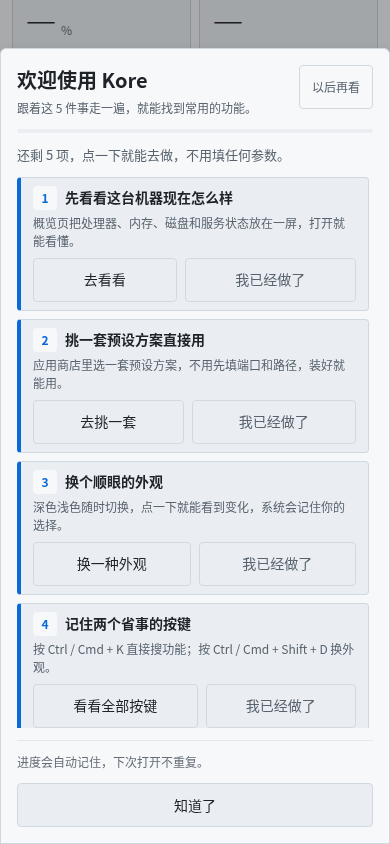 — % —
欢迎使用 Kore
以后再看
跟着这 5 件事走一遍，就能找到常用的功能。
还剩 5 项，点一下就能去做，不用填任何参数。
1 先看看这台机器现在怎么样
概览页把处理器、内存、磁盘和服务状态放在一屏，打开就
能看懂。
去看看 我已经做了
2 挑一套预设方案直接用
应用商店里选一套预设方案，不用先填端口和路径，装好就
能用。
去挑一套 我已经做了
3 换个顺眼的外观
深色浅色随时切换，点一下就能看到变化，系统会记住你的
选择。
换一种外观 我已经做了
4 记住两个省事的按键
按 Ctrl / Cmd + K 直接搜功能；按 Ctrl / Cmd + Shift + D 换外
观。
看看全部按键 我已经做了
进度会自动记住，下次打开不重复。
知道了